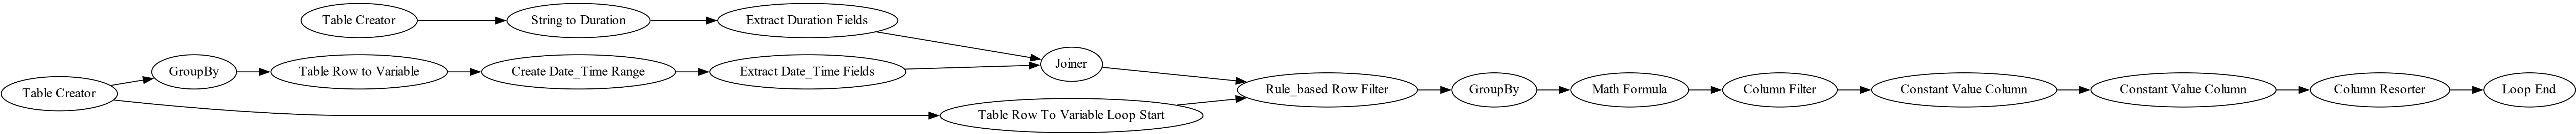 Table Creator
String to Duration
Extract Duration Fields
GroupBy
Table Row to Variable
Create Date_Time Range
Extract Date_Time Fields
Joiner
Table Creator
Table Row To Variable Loop Start
Rule_based Row Filter
GroupBy
Math Formula
Column Filter
Constant Value Column
Constant Value Column
Column Resorter
Loop End